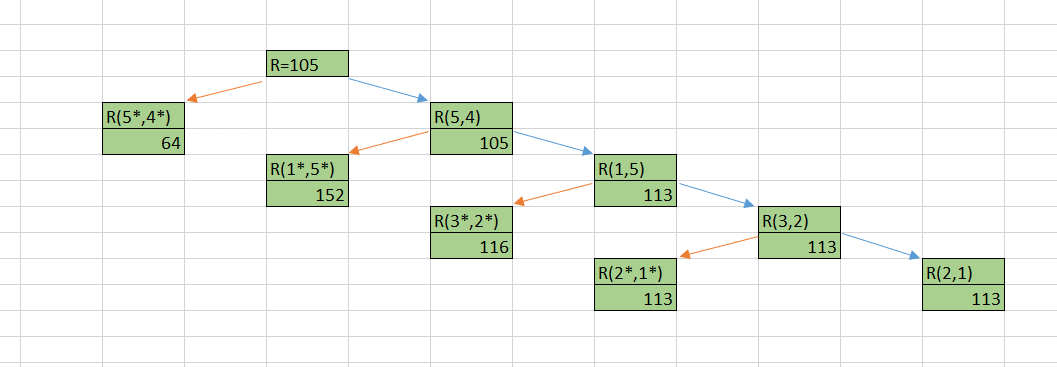 R=105
R(5*,4*)
64
R(5,4)
105
R(1*,5*)
152
R(1,5)
113
R(3*,2*)
116
R(3,2)
113
R(2*,1*)
113
R(2,1)
113